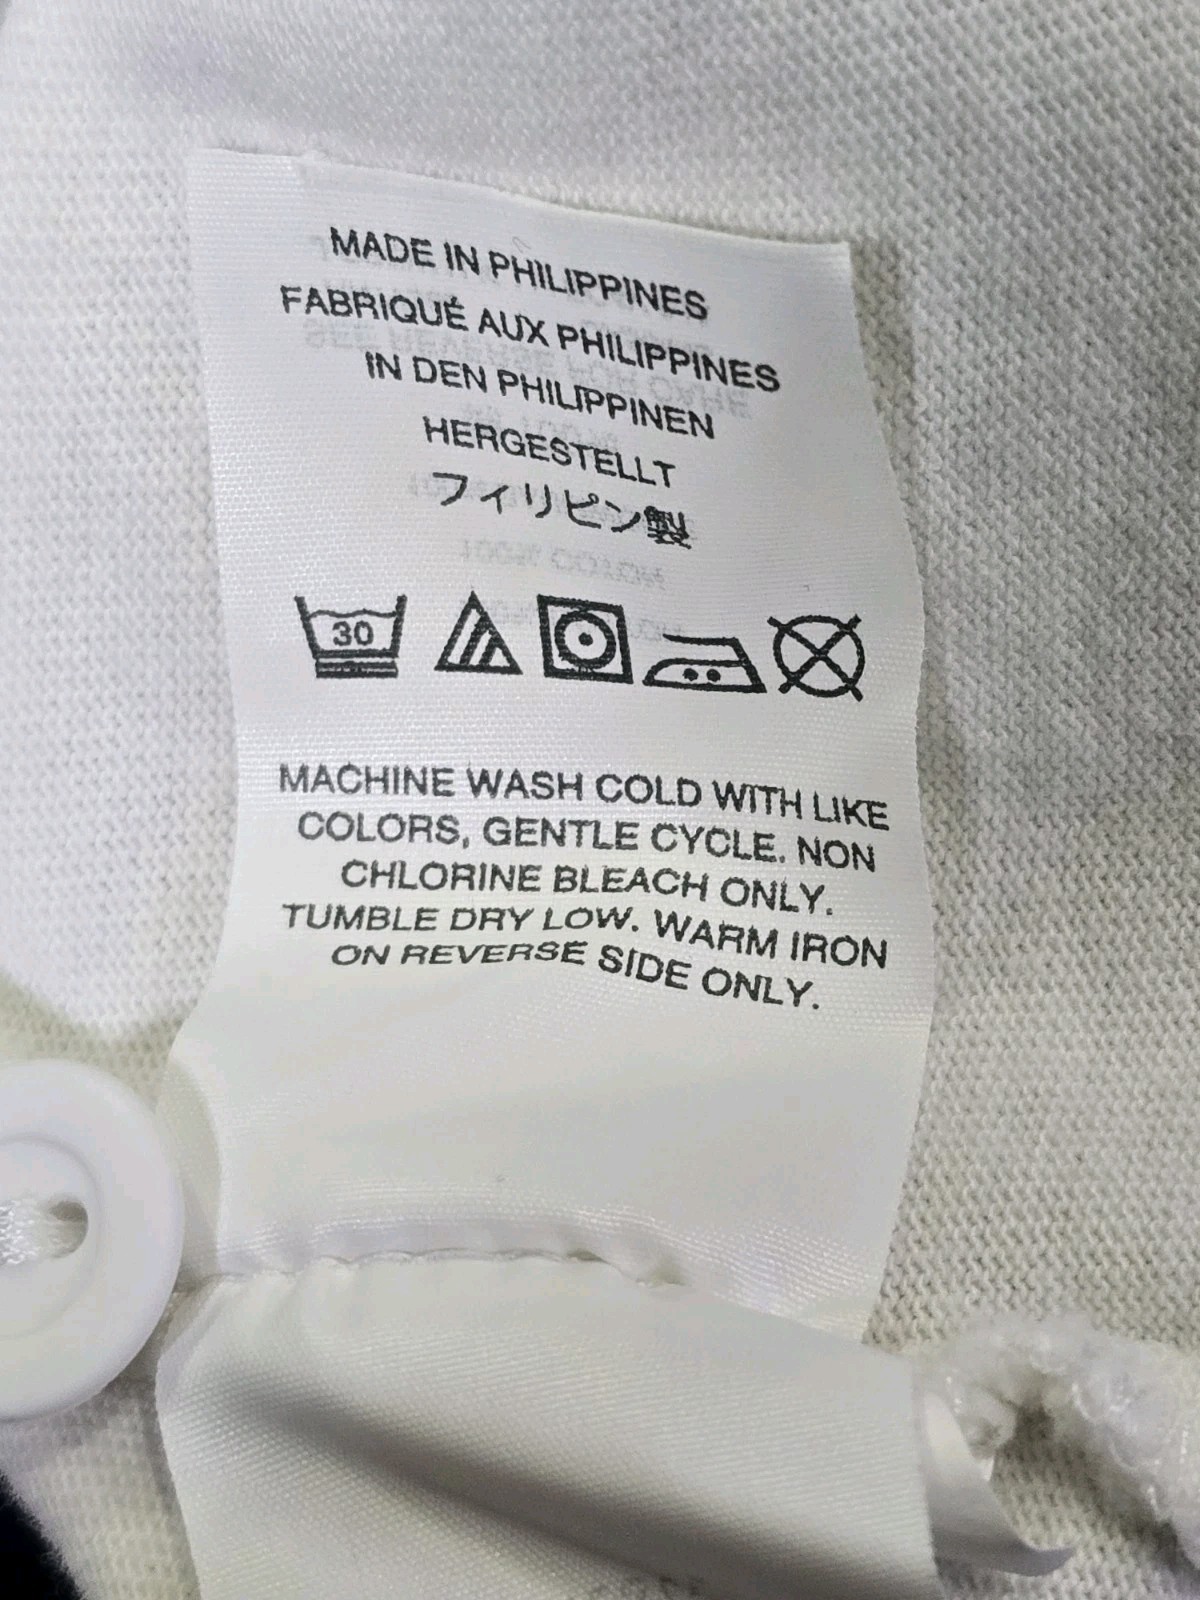 MADE IN PHILIPPINES
FABRIQUÉ AUX PHILIPPINES
IN DEN PHILIPPINEN
HERGESTELLT
フィリピン製
30
MACHINE WASH COLD WITH LIKE
COLORS, GENTLE CYCLE. NON
CHLORINE BLEACH ONLY.
TUMBLE DRY LOW. WARM IRON
ON REVERSE SIDE ONLY.